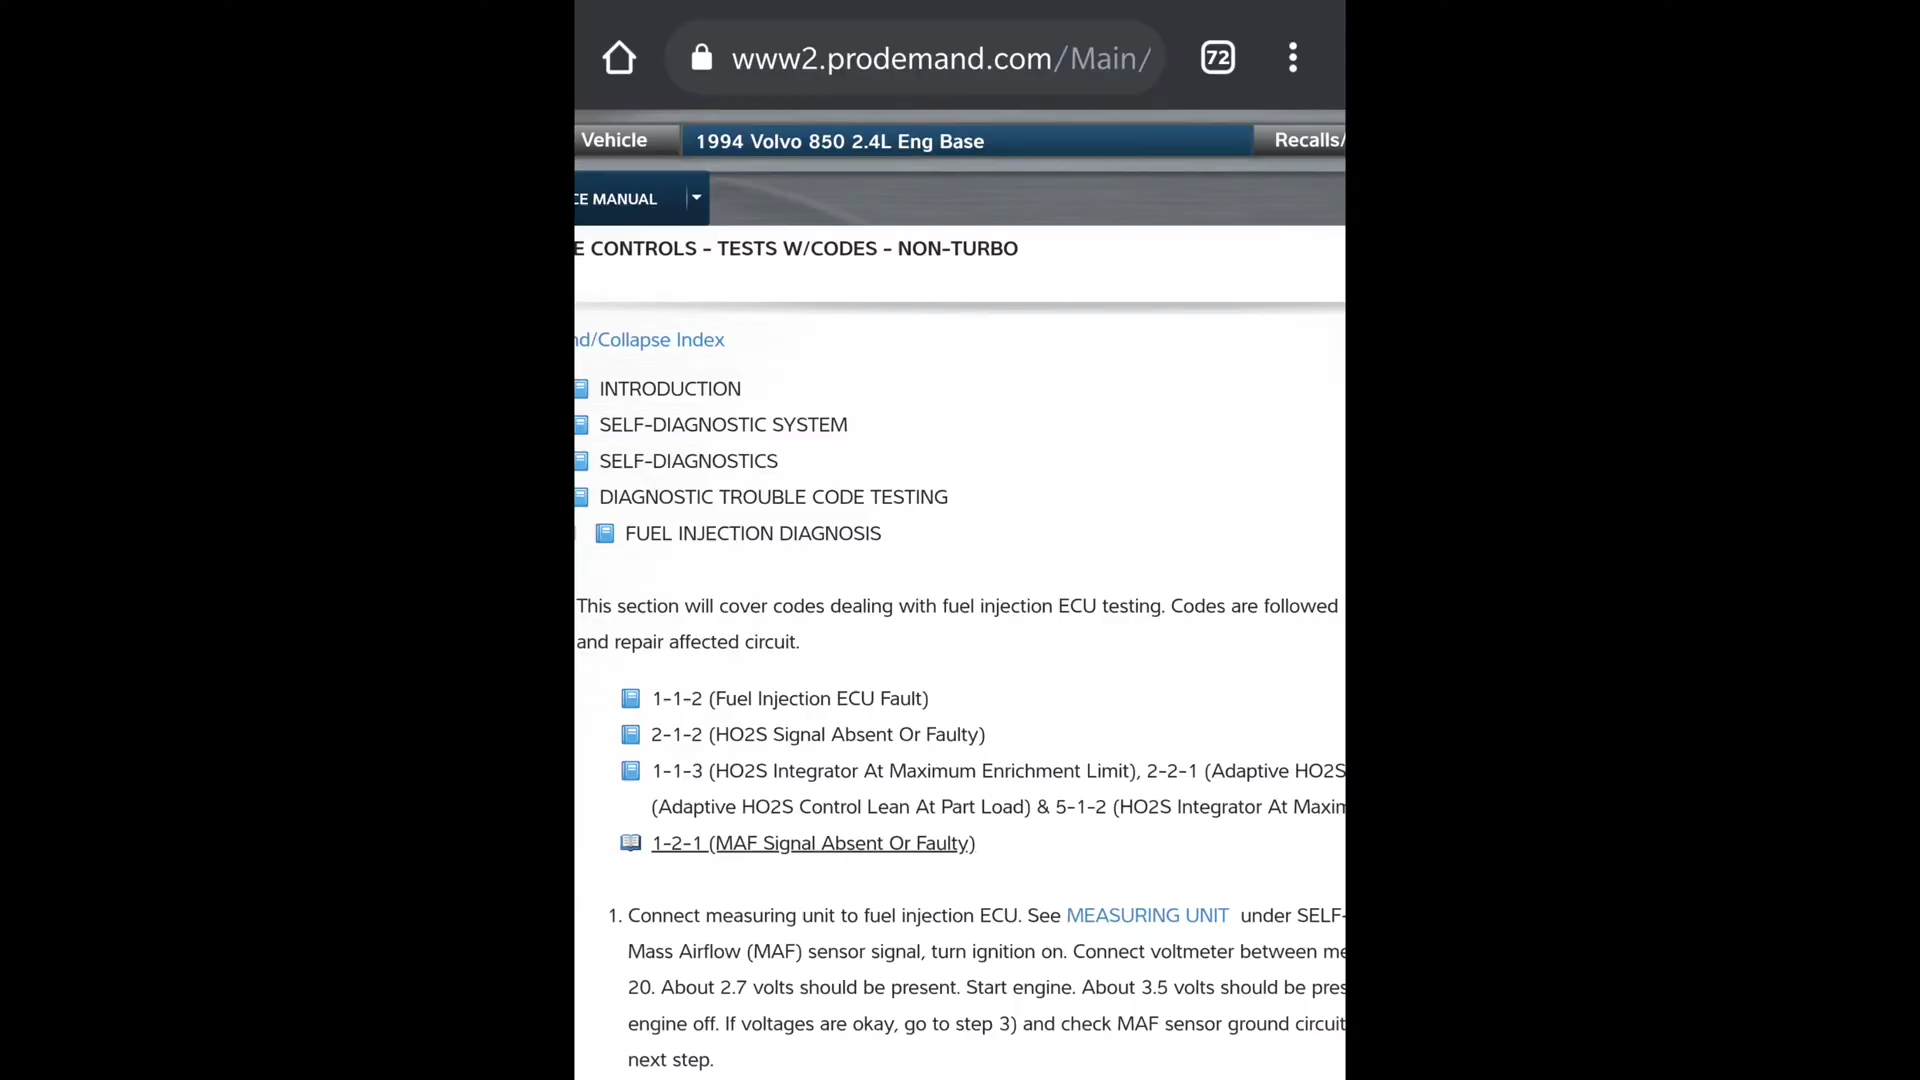 www2.prodemand.com/Main/
72
Vehicle
1994 Volvo 850 2.4L Eng Base
Recalls/
CE MANUAL
E CONTROLS - TESTS W/CODES - NON-TURBO
nd/Collapse Index
INTRODUCTION
SELF-DIAGNOSTIC SYSTEM
SELF-DIAGNOSTICS
DIAGNOSTIC TROUBLE CODE TESTING
FUEL INJECTION DIAGNOSIS
This section will cover codes dealing with fuel injection ECU testing. Codes are followed
and repair affected circuit.
1-1-2 (Fuel Injection ECU Fault)
2-1-2 (HO2S Signal Absent Or Faulty)
1-1-3 (HO2S Integrator At Maximum Enrichment Limit), 2-2-1 (Adaptive HO2S
(Adaptive HO2S Control Lean At Part Load) & 5-1-2 (HO2S Integrator At Maxim
1-2-1 (MAF Signal Absent Or Faulty)
1. Connect measuring unit to fuel injection ECU. See MEASURING UNIT under SELF-
Mass Airflow (MAF) sensor signal, turn ignition on. Connect voltmeter between me
20. About 2.7 volts should be present. Start engine. About 3.5 volts should be pres
engine off. If voltages are okay, go to step 3) and check MAF sensor ground circuit
next step.